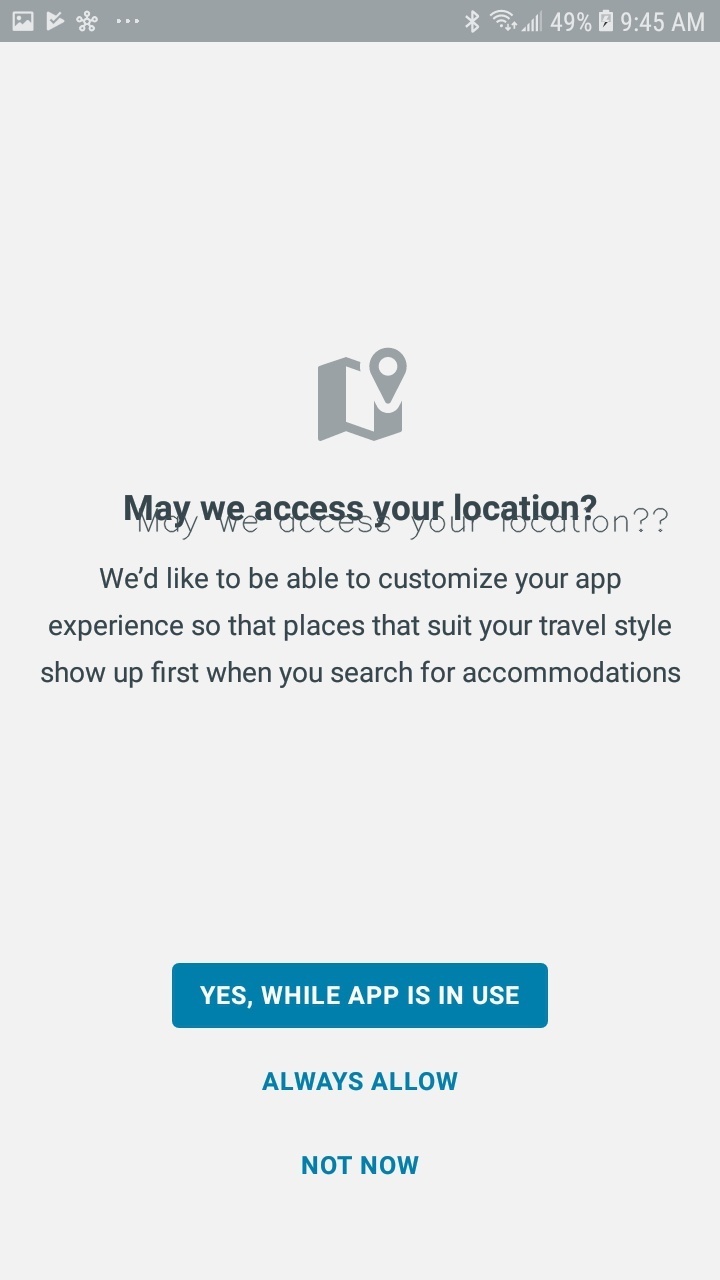 49% 9:45 AM
May we access your location?
May we access your location??
We’d like to be able to customize your app
experience so that places that suit your travel style
show up first when you search for accommodations
YES, WHILE APP IS IN USE
ALWAYS ALLOW
NOT NOW